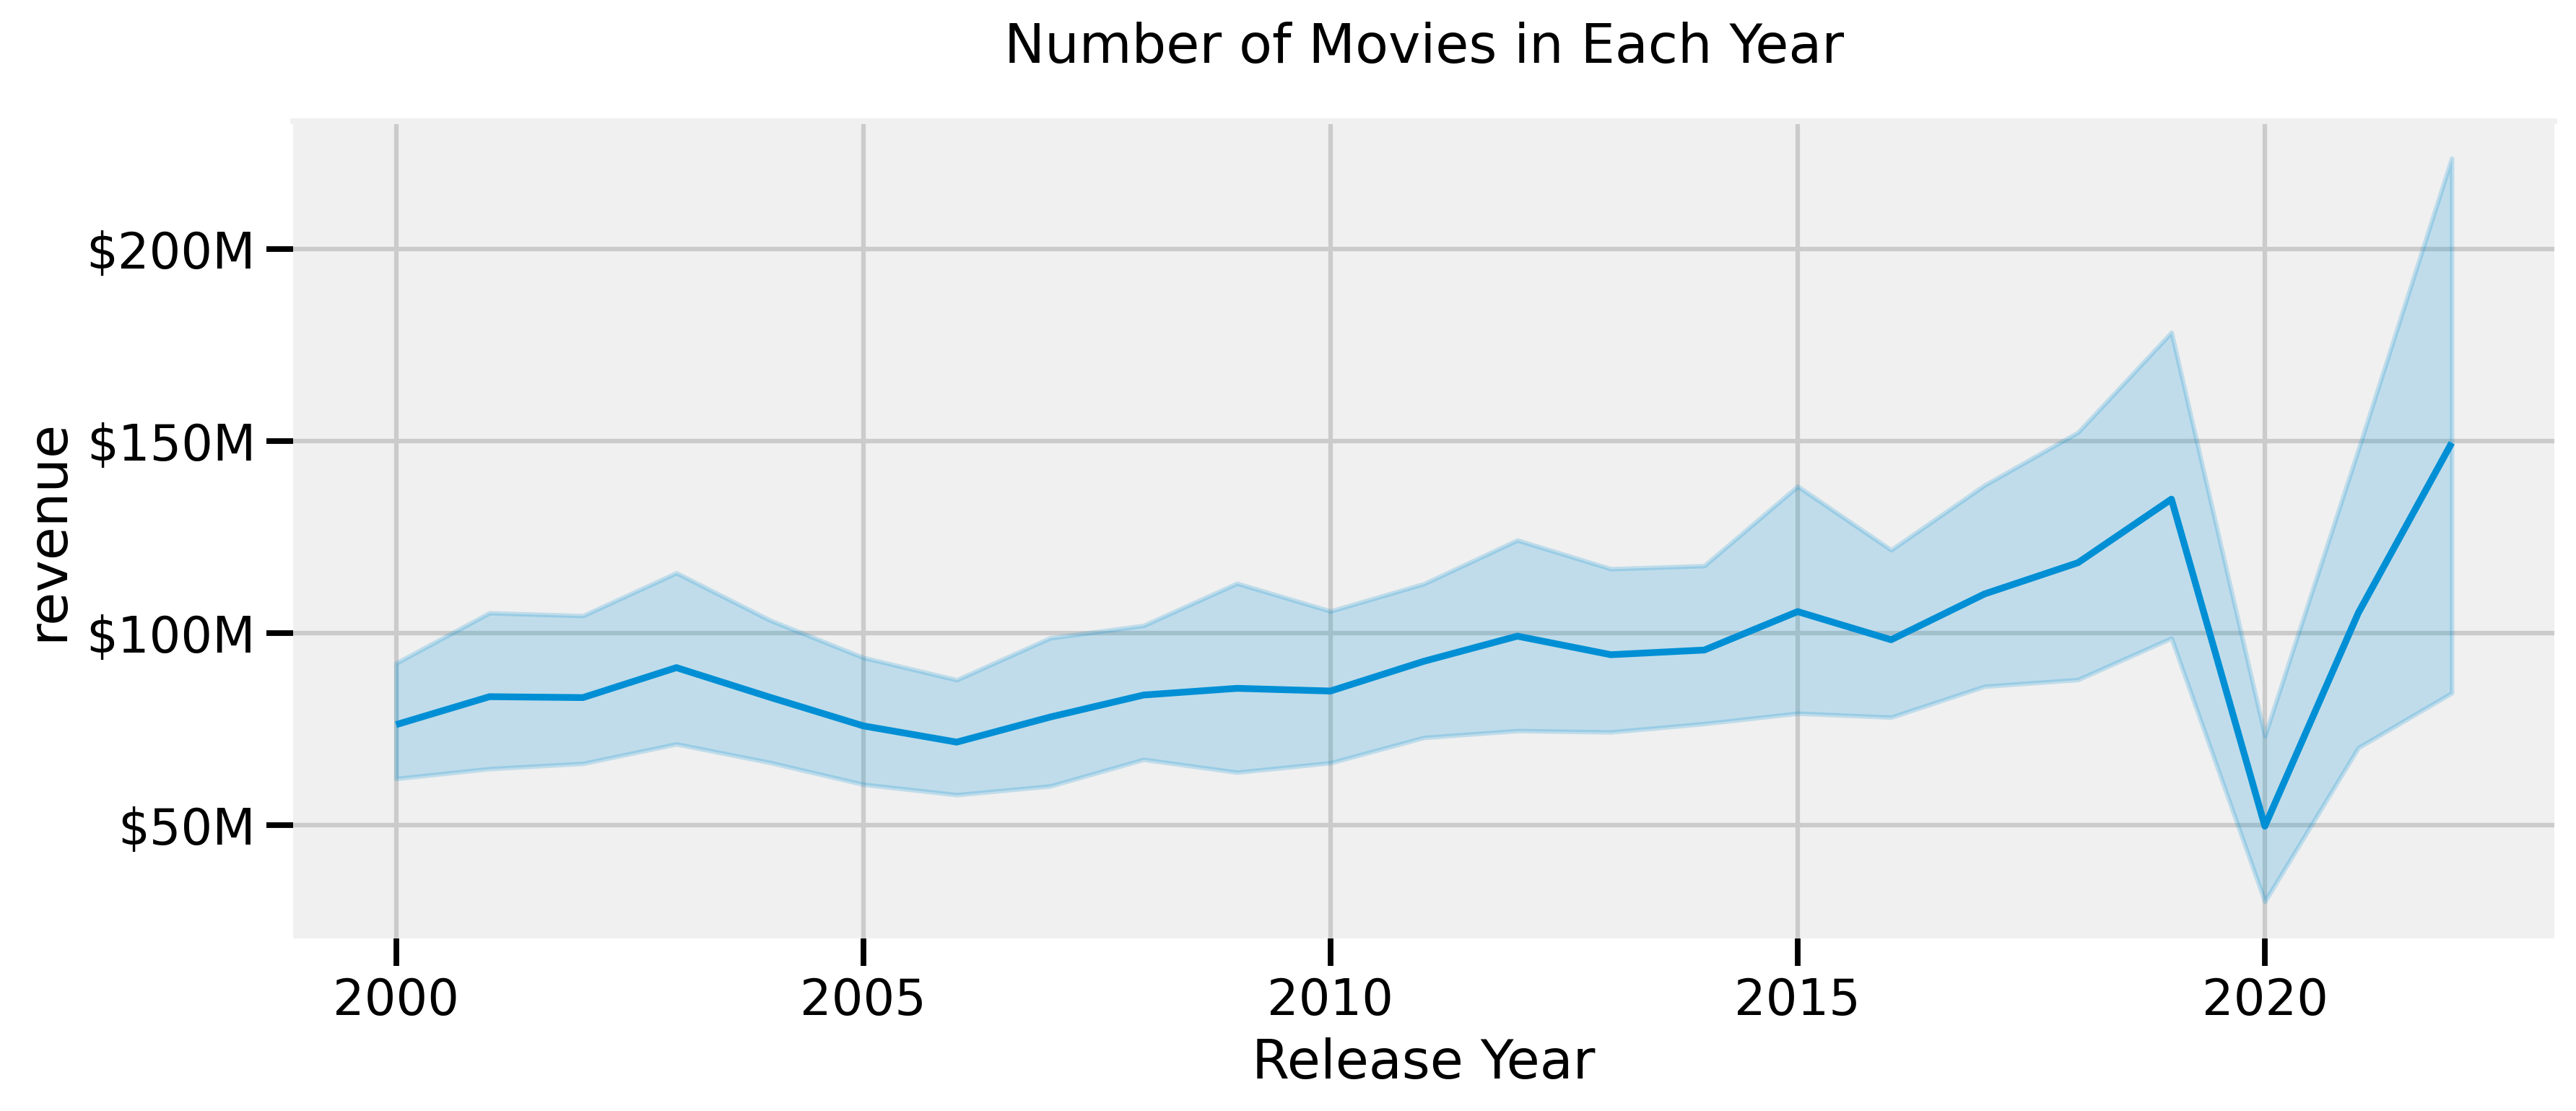 Number of Movies in Each Year
$200M
$150M
$100M
$50M
revenue
2000 2005 2010 2015 2020
Release Year